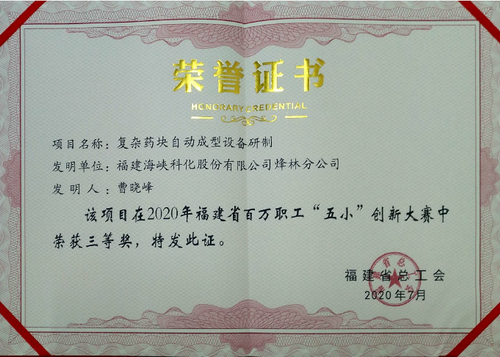 荣誉证书
HONORARY CREDENTIAL
项目名称：复杂药块自动成型设备研制
发明单位：福建海峡科化股份有限公司烽林分公司
发 明 人：曹晓峰
该项目在2020年福建省百万职工“五小”创新大赛中
荣获三等奖，特发此证。
福建省总工会
2020年7月